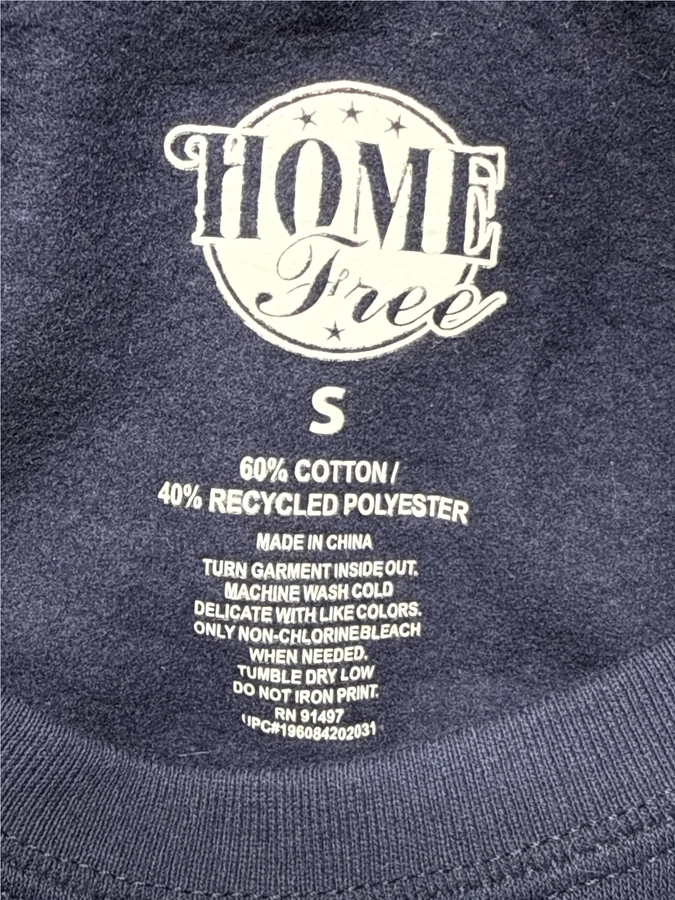 HOME
Free
S
60% COTTON /
40% RECYCLED POLYESTER
MADE IN CHINA
TURN GARMENT INSIDE OUT.
MACHINE WASH COLD
DELICATE WITH LIKE COLORS.
ONLY NON-CHLORINE BLEACH
WHEN NEEDED.
TUMBLE DRY LOW
DO NOT IRON PRINT.
RN 91497
UPC#196084202031